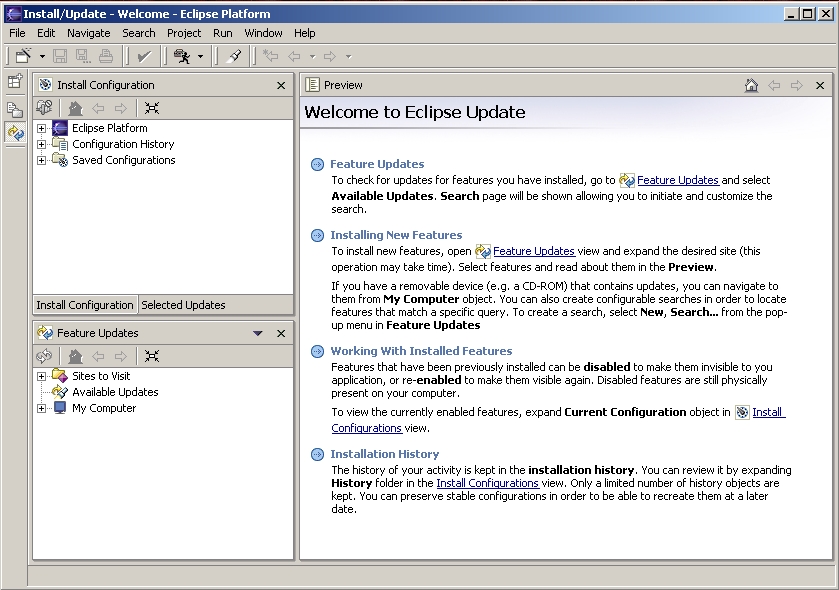 Install/Update - Welcome - Eclipse Platform
File Edit Navigate Search Project Run Window Help
Install Configuration
Eclipse Platform
Configuration History
Saved Configurations
Install Configuration Selected Updates
Feature Updates
Sites to Visit
Available Updates
My Computer
Preview
Welcome to Eclipse Update
Feature Updates
To check for updates for features you have installed, go to Feature Updates and select
Available Updates. Search page will be shown allowing you to initiate and customize the
search.
Installing New Features
To install new features, open Feature Updates view and expand the desired site (this
operation may take time). Select features and read about them in the Preview.
If you have a removable device (e.g. a CD-ROM) that contains updates, you can navigate to
them from My Computer object. You can also create configurable searches in order to locate
features that match a specific query. To create a search, select New, Search... from the pop-
up menu in Feature Updates
Working With Installed Features
Features that have been previously installed can be disabled to make them invisible to you
application, or re-enabled to make them visible again. Disabled features are still physically
present on your computer.
To view the currently enabled features, expand Current Configuration object in Install
Configurations view.
Installation History
The history of your activity is kept in the installation history. You can review it by expanding
History folder in the Install Configurations view. Only a limited number of history objects are
kept. You can preserve stable configurations in order to be able to recreate them at a later
date.